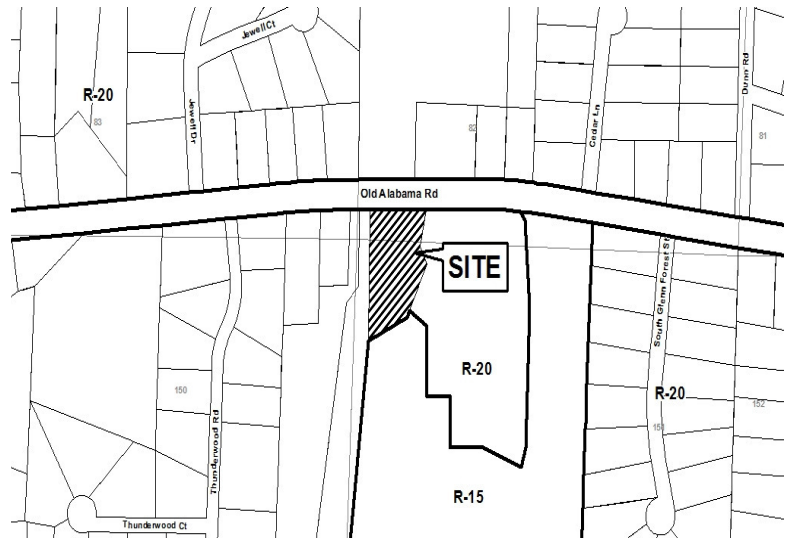 Jewell Ct
R-20
83
Jewell Dr
82
Cedar Ln
Dunn Rd
81
Old Alabama Rd
SITE
South Glenn Forest St
R-20
R-20
150
151
152
Thunderwood Rd
R-15
Thunderwood Ct